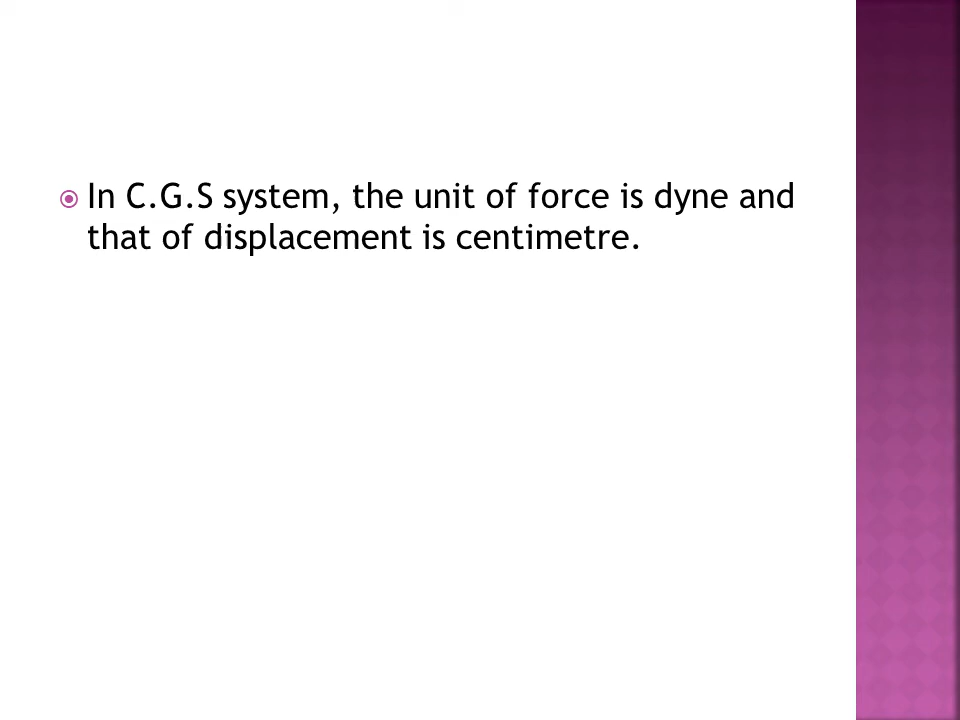 In C.G.S system, the unit of force is dyne and
that of displacement is centimetre.